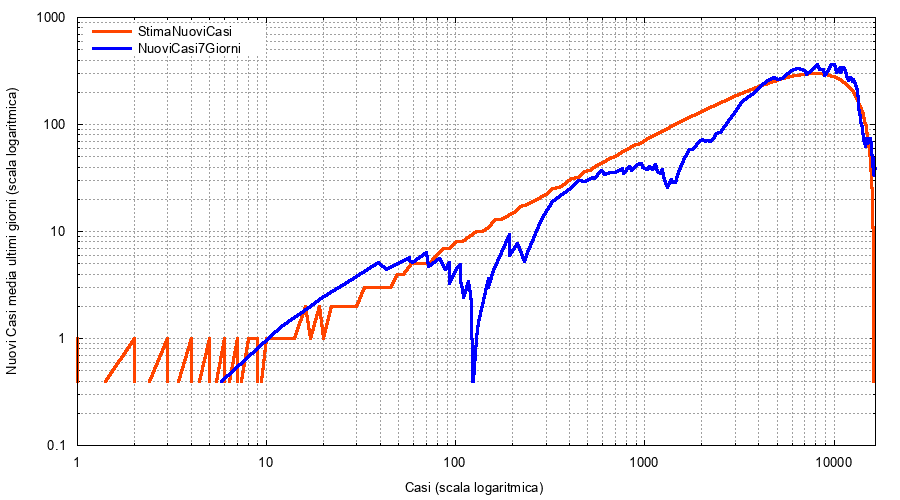 1000
StimaNuoviCasi
NuoviCasi7Giorni
100
10
1
0.1
1 10 100 1000 10000
Nuovi Casi media ultimi giorni (scala logaritmica)
Casi (scala logaritmica)